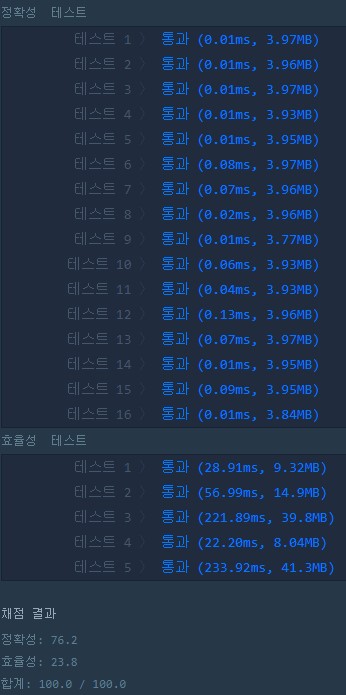 정확성 테스트
테스트 1 〉 통과 (0.01ms, 3.97MB)
테스트 2 〉 통과 (0.01ms, 3.96MB)
테스트 3 〉 통과 (0.01ms, 3.97MB)
테스트 4 〉 통과 (0.01ms, 3.93MB)
테스트 5 〉 통과 (0.01ms, 3.95MB)
테스트 6 〉 통과 (0.08ms, 3.97MB)
테스트 7 〉 통과 (0.07ms, 3.96MB)
테스트 8 〉 통과 (0.02ms, 3.96MB)
테스트 9 〉 통과 (0.01ms, 3.77MB)
테스트 10 〉 통과 (0.06ms, 3.93MB)
테스트 11 〉 통과 (0.04ms, 3.93MB)
테스트 12 〉 통과 (0.13ms, 3.96MB)
테스트 13 〉 통과 (0.07ms, 3.97MB)
테스트 14 〉 통과 (0.01ms, 3.95MB)
테스트 15 〉 통과 (0.09ms, 3.95MB)
테스트 16 〉 통과 (0.01ms, 3.84MB)
효율성 테스트
테스트 1 〉 통과 (28.91ms, 9.32MB)
테스트 2 〉 통과 (56.99ms, 14.9MB)
테스트 3 〉 통과 (221.89ms, 39.8MB)
테스트 4 〉 통과 (22.20ms, 8.04MB)
테스트 5 〉 통과 (233.92ms, 41.3MB)
채점 결과
정확성: 76.2
효율성: 23.8
합계: 100.0 / 100.0